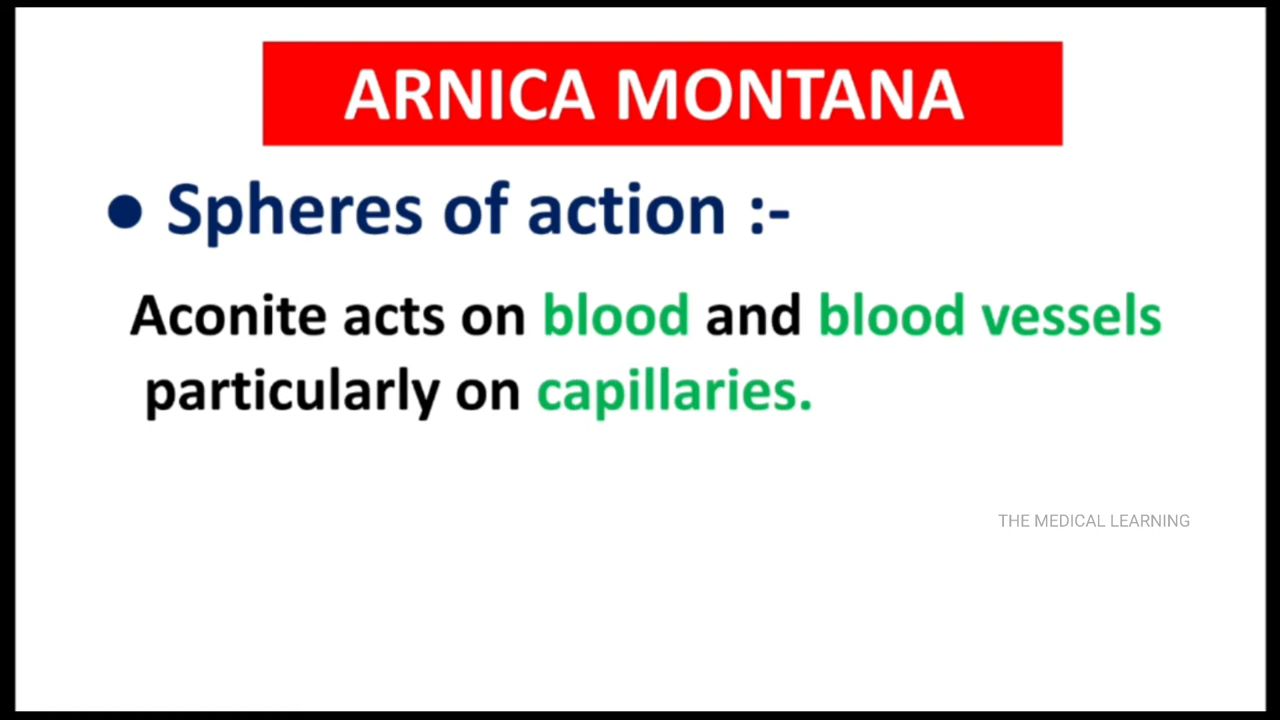 ARNICA MONTANA
● Spheres of action :-
Aconite acts on blood and blood vessels
particularly on capillaries.
THE MEDICAL LEARNING